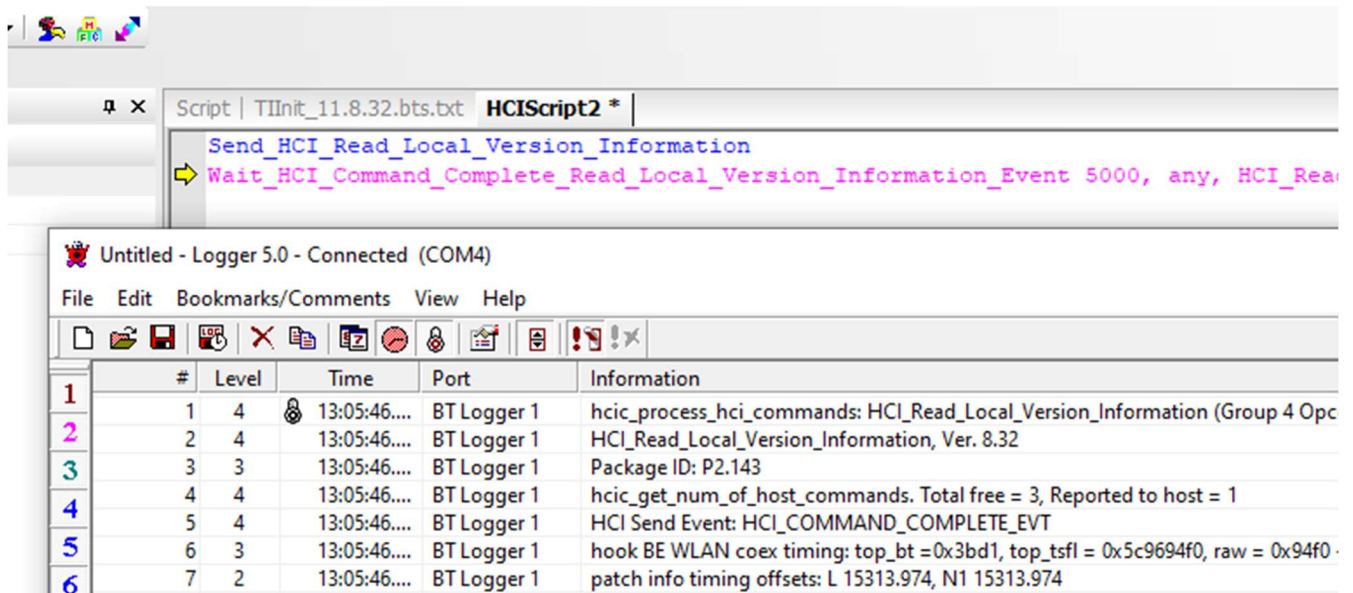 Script | TIInit_11.8.32.bts.txt HCIScript2 *
Send_HCI_Read_Local_Version_Information
Wait_HCI_Command_Complete_Read_Local_Version_Information_Event 5000, any, HCI_Rea
Untitled - Logger 5.0 - Connected (COM4)
File Edit Bookmarks/Comments View Help
# Level Time Port Information
1 1 4 13:05:46.... BT Logger 1 hcic_process_hci_commands: HCI_Read_Local_Version_Information (Group 4 Opc
2 2 4 13:05:46.... BT Logger 1 HCI_Read_Local_Version_Information, Ver. 8.32
3 3 3 13:05:46.... BT Logger 1 Package ID: P2.143
4 4 4 13:05:46.... BT Logger 1 hcic_get_num_of_host_commands. Total free = 3, Reported to host = 1
5 4 13:05:46.... BT Logger 1 HCI Send Event: HCI_COMMAND_COMPLETE_EVT
5 6 3 13:05:46.... BT Logger 1 hook BE WLAN coex timing: top_bt =0x3bd1, top_tsfl = 0x5c9694f0, raw = 0x94f0
6 7 2 13:05:46.... BT Logger 1 patch info timing offsets: L 15313.974, N1 15313.974